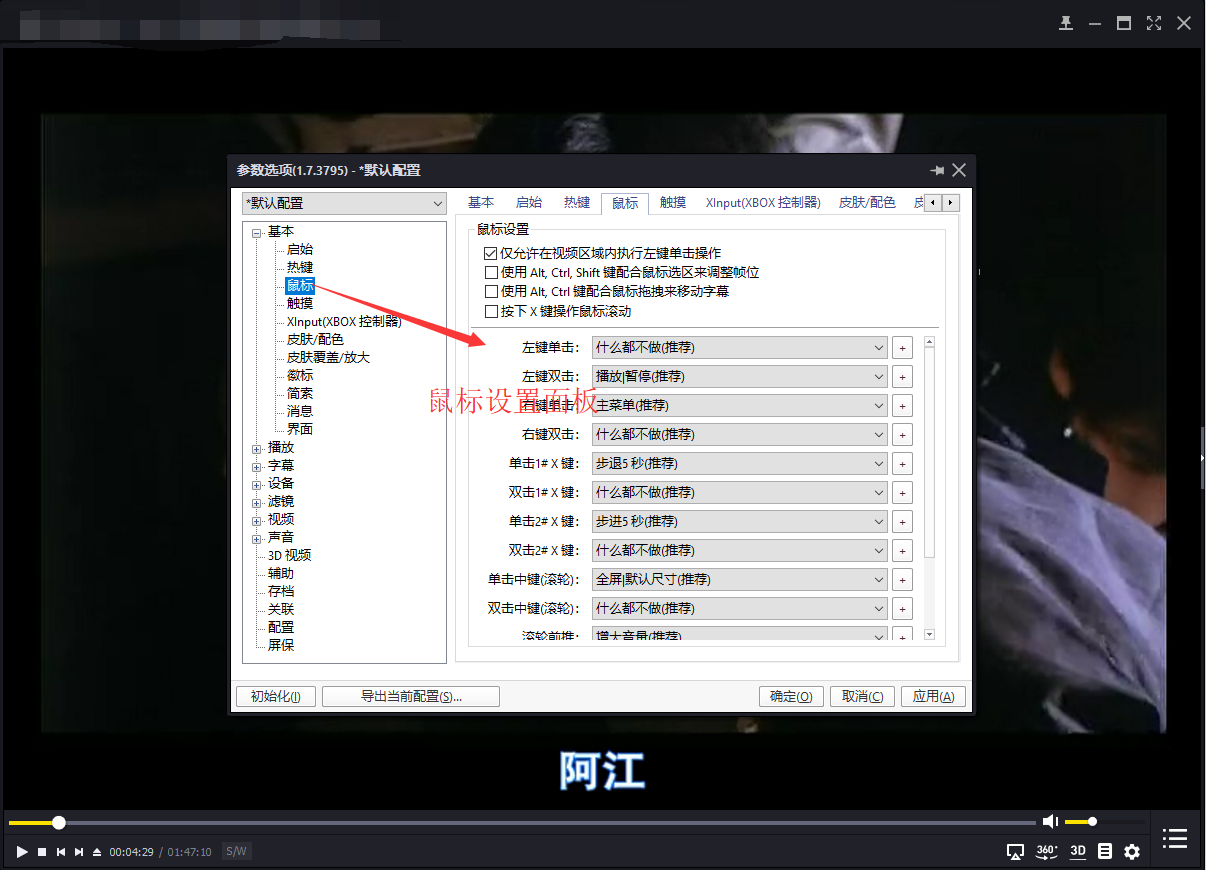 参数选项(1.7.3795) - *默认配置
*默认配置
基本
启始
热键
鼠标
触摸
XInput(XBOX 控制器)
皮肤/配色
皮肤覆盖/放大
徽标
简索
消息
界面
播放
字幕
设备
滤镜
视频
声音
3D 视频
辅助
存档
关联
配置
屏保
基本 启始 热键 鼠标 触摸 XInput(XBOX 控制器) 皮肤/配色
鼠标设置
仅允许在视频区域内执行左键单击操作
使用 Alt, Ctrl, Shift 键配合鼠标选区来调整帧位
使用 Alt, Ctrl 键配合鼠标拖拽来移动字幕
按下 X 键操作鼠标滚动
左键单击: 什么都不做(推荐) +
左键双击: 播放|暂停(推荐) +
鼠标设置面板
右键单击: 主菜单(推荐) +
右键双击: 什么都不做(推荐) +
单击1# X 键: 步退5 秒(推荐) +
双击1# X 键: 什么都不做(推荐) +
单击2# X 键: 步进5 秒(推荐) +
双击2# X 键: 什么都不做(推荐) +
单击中键(滚轮): 全屏|默认尺寸(推荐) +
双击中键(滚轮): 什么都不做(推荐) +
滚轮前推: 增大音量(推荐) +
初始化(I) 导出当前配置(S)... 确定(O) 取消(C) 应用(A)
阿江
00:04:29 / 01:47:10 S/W
360° 3D